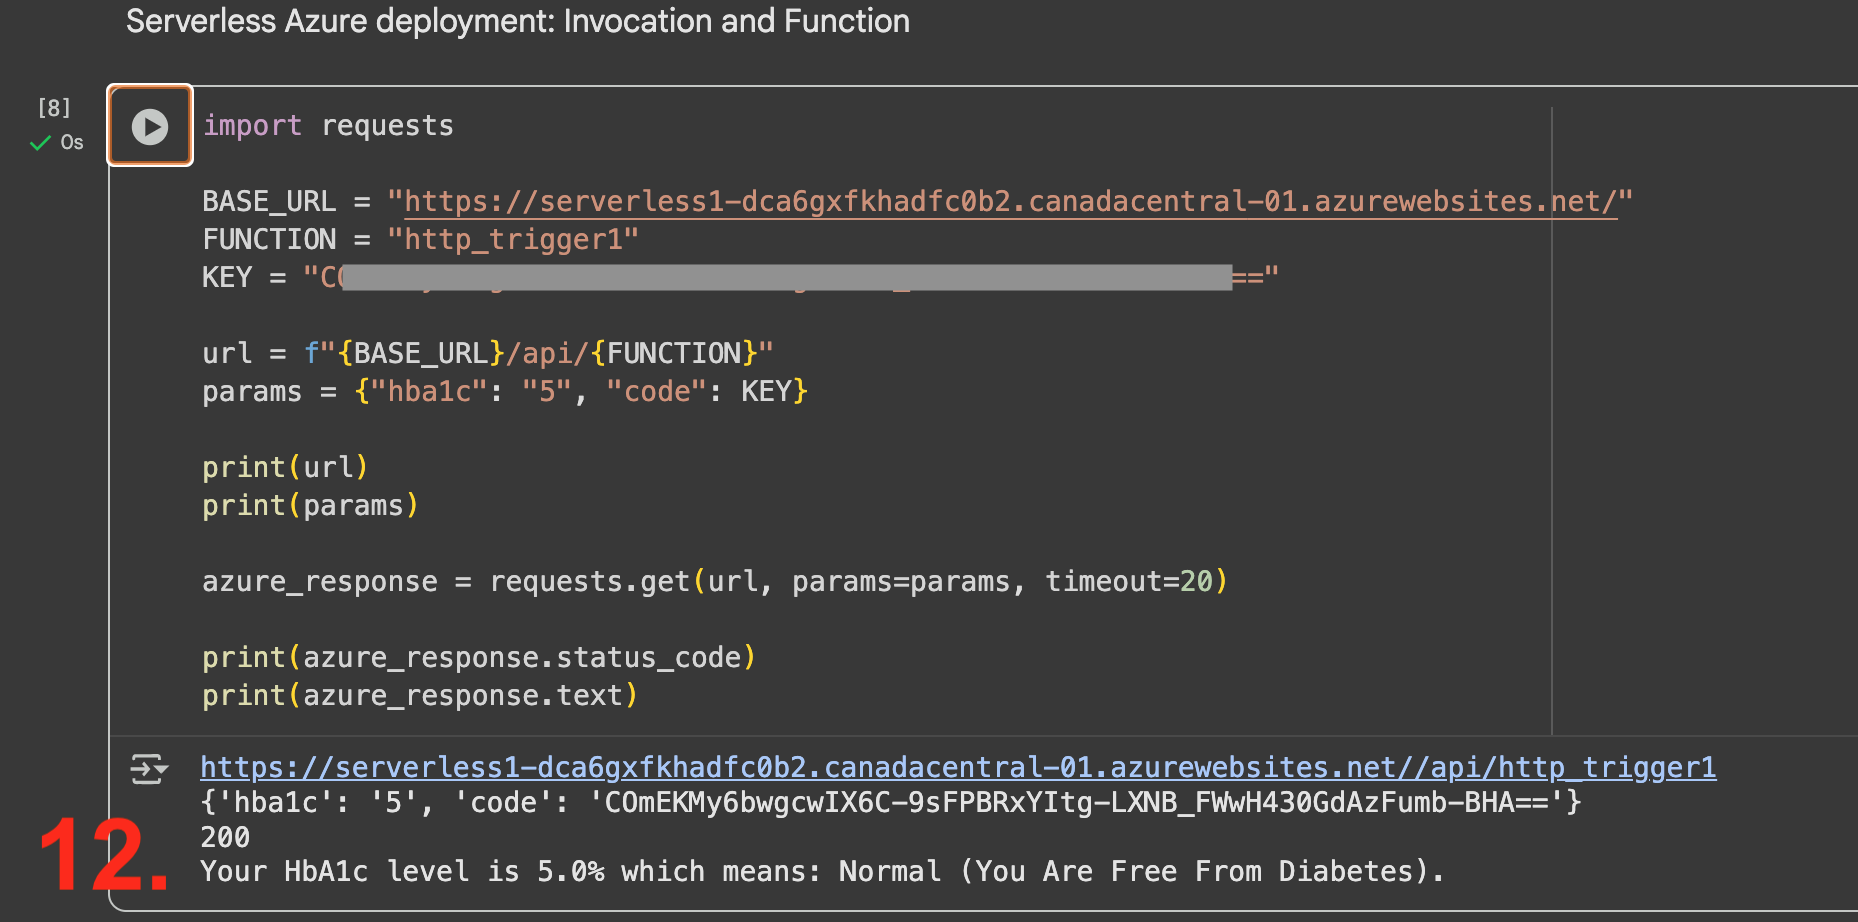 Serverless Azure deployment: Invocation and Function
[8]
0s
import requests
BASE_URL = "https://serverless1-dca6gxfkhadfc0b2.canadacentral-01.azurewebsites.net/"
FUNCTION = "http_trigger1"
KEY = "C =="
url = f"{BASE_URL}/api/{FUNCTION}"
params = {"hba1c": "5", "code": KEY}
print(url)
print(params)
azure_response = requests.get(url, params=params, timeout=20)
print(azure_response.status_code)
print(azure_response.text)
https://serverless1-dca6gxfkhadfc0b2.canadacentral-01.azurewebsites.net//api/http_trigger1
{'hba1c': '5', 'code': 'COmEKMy6bwgcwIX6C-9sFPBRxYItg-LXNB_FWwH430GdAzFumb-BHA=='}
200
Your HbA1c level is 5.0% which means: Normal (You Are Free From Diabetes).
12.